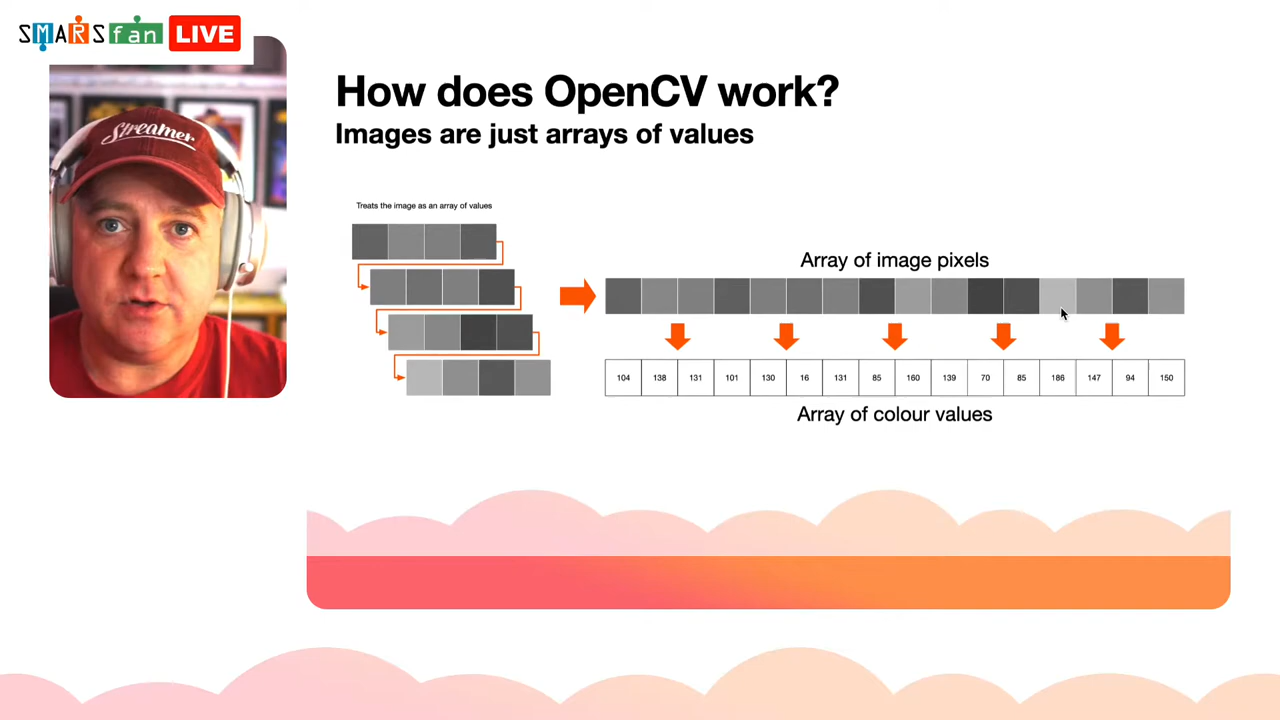 SMARS fan LIVE
Streamer
How does OpenCV work?
Images are just arrays of values
Treats the image as an array of values
Array of image pixels
104 138 131 101 130 16 131 85 160 139 70 85 186 147 94 150
Array of colour values